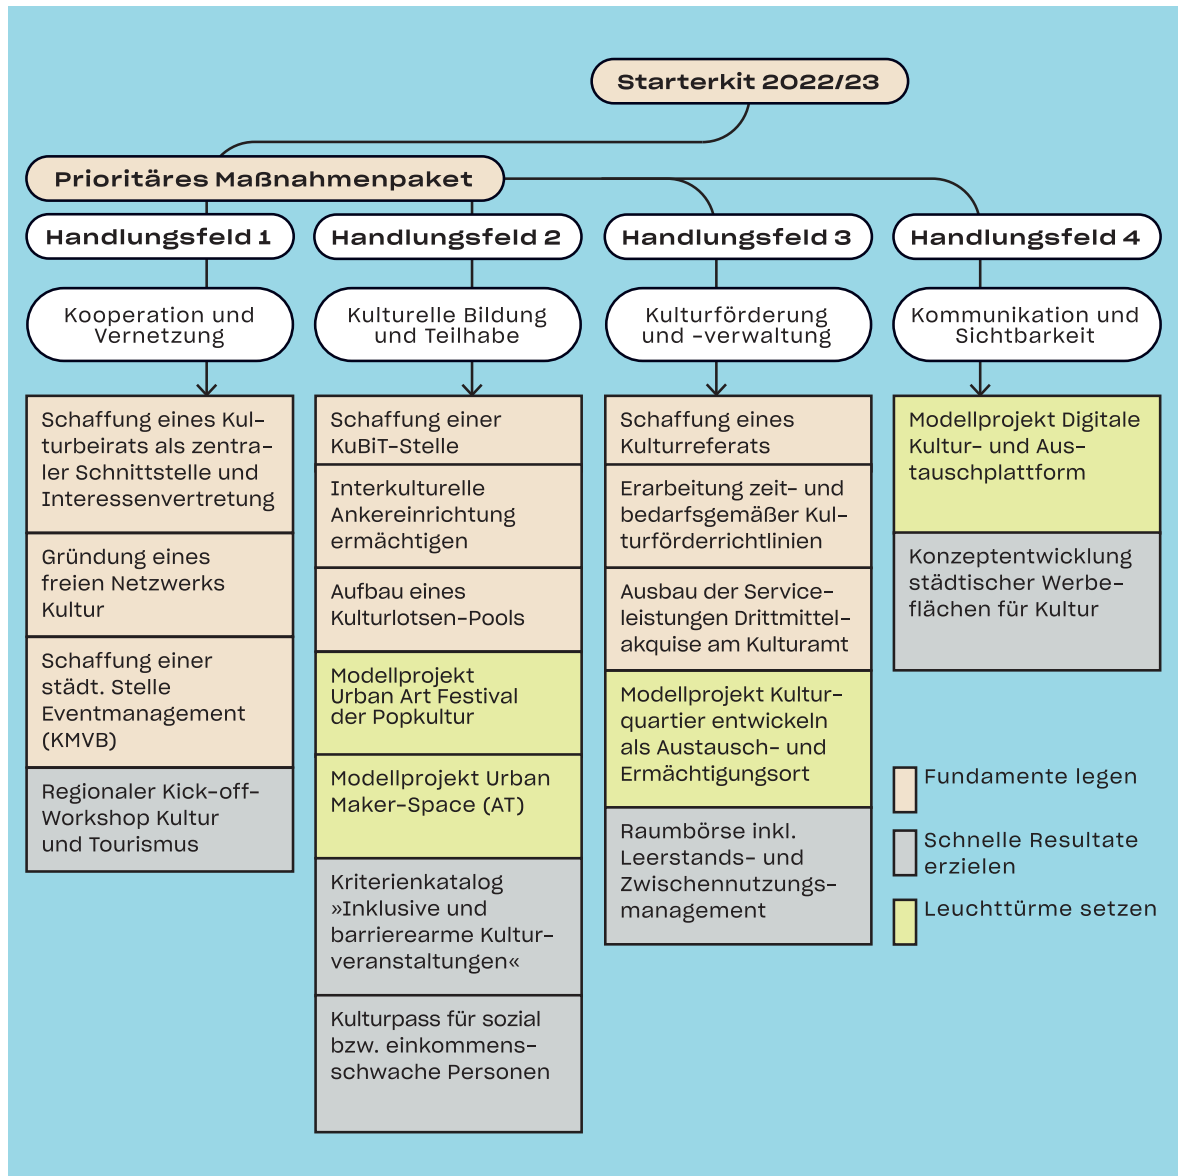 Starterkit 2022/23
Prioritäres Maßnahmenpaket
Handlungsfeld 1
Kooperation und
Vernetzung
Schaffung eines Kul-
turbeirats als zentra-
ler Schnittstelle und
Interessenvertretung
Gründung eines
freien Netzwerks
Kultur
Schaffung einer
städt. Stelle
Eventmanagement
(KMVB)
Regionaler Kick-off-
Workshop Kultur
und Tourismus
Handlungsfeld 2
Kulturelle Bildung
und Teilhabe
Schaffung einer
KuBiT-Stelle
Interkulturelle
Ankereinrichtung
ermächtigen
Aufbau eines
Kulturlotsen-Pools
Modellprojekt
Urban Art Festival
der Popkultur
Modellprojekt Urban
Maker-Space (AT)
Kriterienkatalog
»Inklusive und
barrierearme Kultur-
veranstaltungen«
Kulturpass für sozial
bzw. einkommens-
schwache Personen
Handlungsfeld 3
Kulturförderung
und -verwaltung
Schaffung eines
Kulturreferats
Erarbeitung zeit- und
bedarfsgemäßer Kul-
turförderrichtlinien
Ausbau der Service-
leistungen Drittmittel-
akquise am Kulturamt
Modellprojekt Kultur-
quartier entwickeln
als Austausch- und
Ermächtigungsort
Raumbörse inkl.
Leerstands- und
Zwischennutzungs-
management
Handlungsfeld 4
Kommunikation und
Sichtbarkeit
Modellprojekt Digitale
Kultur- und Aus-
tauschplattform
Konzeptentwicklung
städtischer Werbe-
flächen für Kultur
Fundamente legen
Schnelle Resultate
erzielen
Leuchttürme setzen